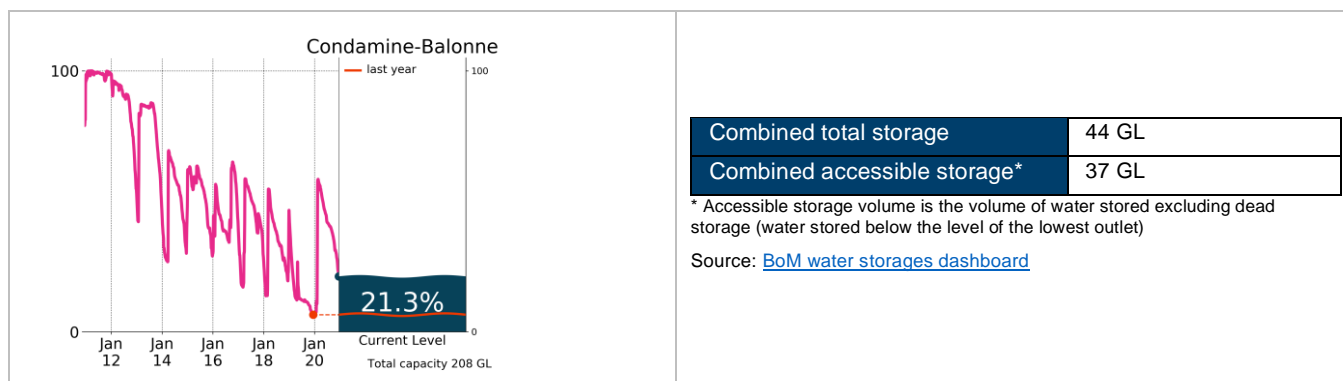 Condamine-Balonne
last year
100
100
21.3%
0
0
Jan 12
Jan 14
Jan 16
Jan 18
Jan 20
Current Level
Total capacity 208 GL
Combined total storage 44 GL
Combined accessible storage* 37 GL
* Accessible storage volume is the volume of water stored excluding dead
storage (water stored below the level of the lowest outlet)
Source: BoM water storages dashboard